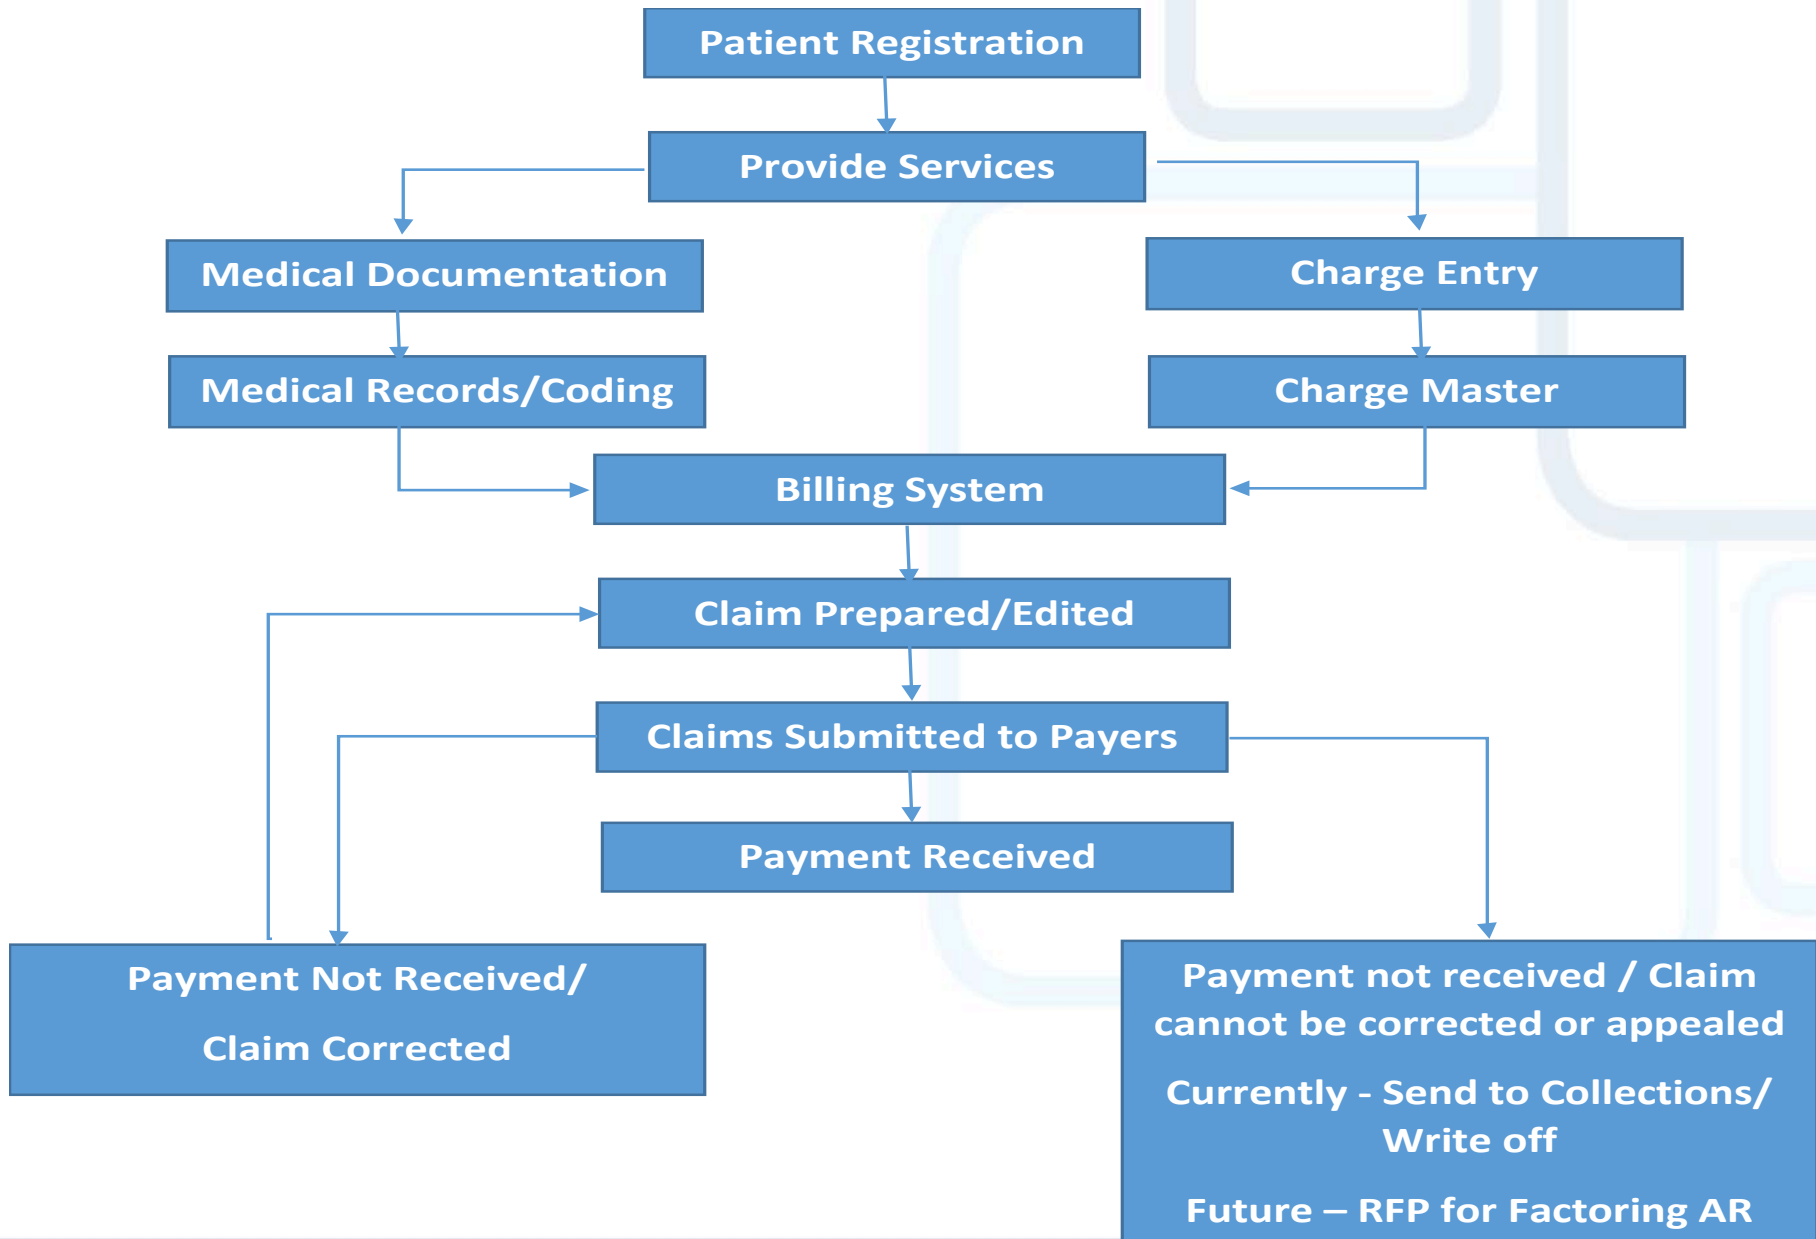 Patient Registration
Provide Services
Medical Documentation
Charge Entry
Medical Records/Coding
Charge Master
Billing System
Claim Prepared/Edited
Claims Submitted to Payers
Payment Received
Payment Not Received/
Claim Corrected
Payment not received / Claim
cannot be corrected or appealed
Currently - Send to Collections/
Write off
Future – RFP for Factoring AR